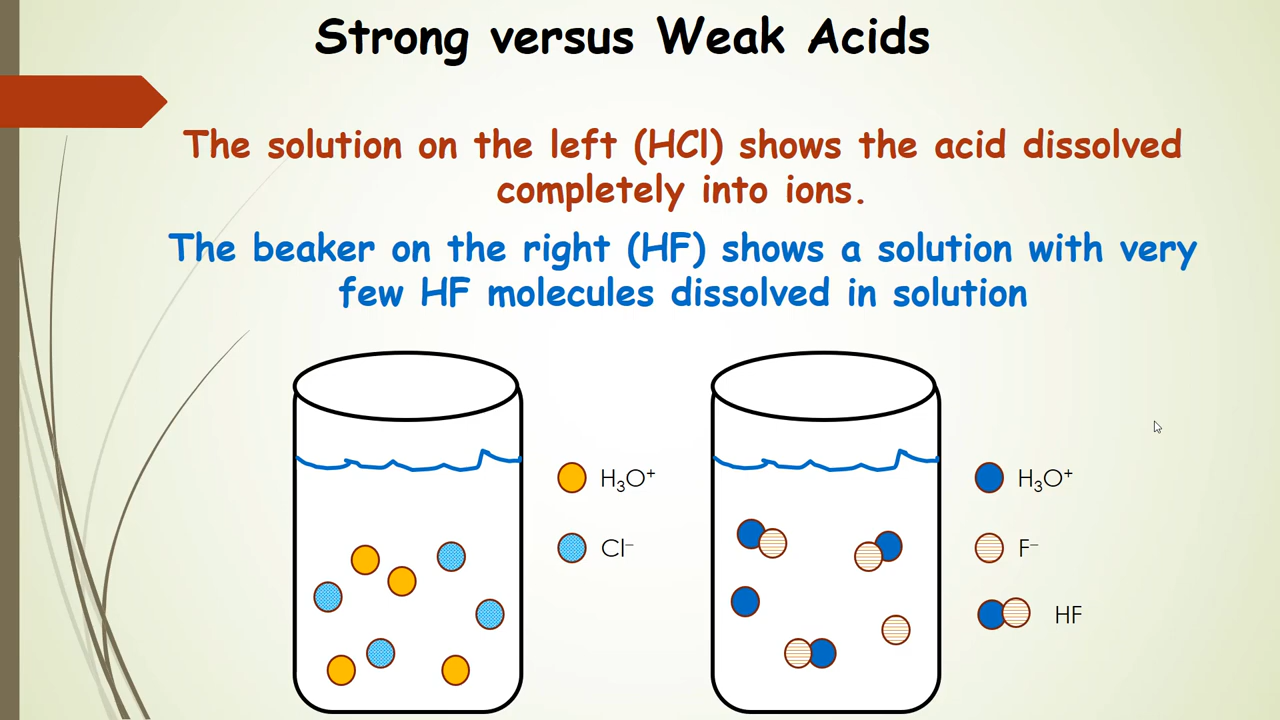 Strong versus Weak Acids
The solution on the left (HCl) shows the acid dissolved
completely into ions.
The beaker on the right (HF) shows a solution with very
few HF molecules dissolved in solution
H₃O⁺
Cl⁻
H₃O⁺
F⁻
HF